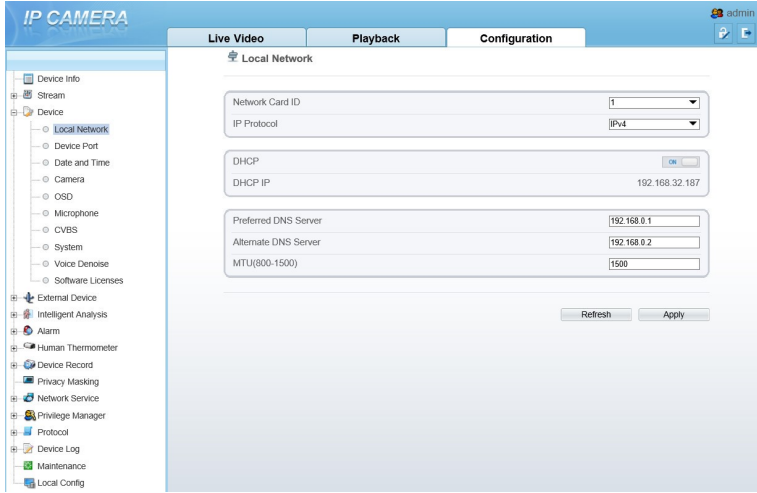 IP CAMERA
admin
Live Video
Playback
Configuration
Local Network
Device Info
Stream
Device
Local Network
Device Port
Date and Time
Camera
OSD
Microphone
CVBS
System
Voice Denoise
Software Licenses
External Device
Intelligent Analysis
Alarm
Human Thermometer
Device Record
Privacy Masking
Network Service
Privilege Manager
Protocol
Device Log
Maintenance
Local Config
Network Card ID 1
IP Protocol IPv4
DHCP ON
DHCP IP 192.168.32.187
Preferred DNS Server 192.168.0.1
Alternate DNS Server 192.168.0.2
MTU(800-1500) 1500
Refresh Apply